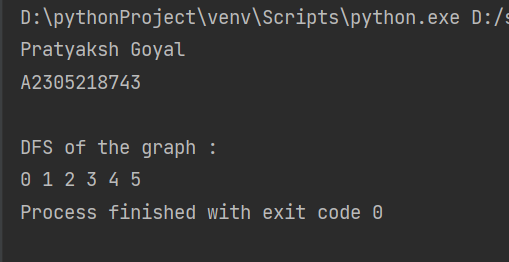 D:\pythonProject\venv\Scripts\python.exe D:/s
Pratyaksh Goyal
A2305218743
DFS of the graph :
0 1 2 3 4 5
Process finished with exit code 0